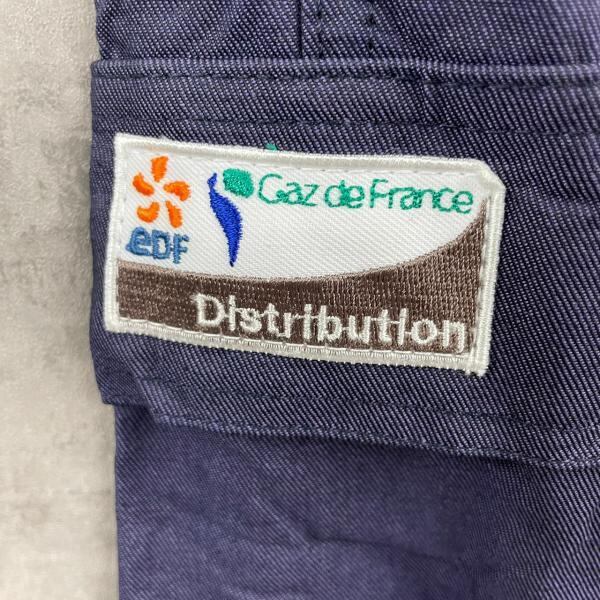 eDF
Gaz de France
Distribution